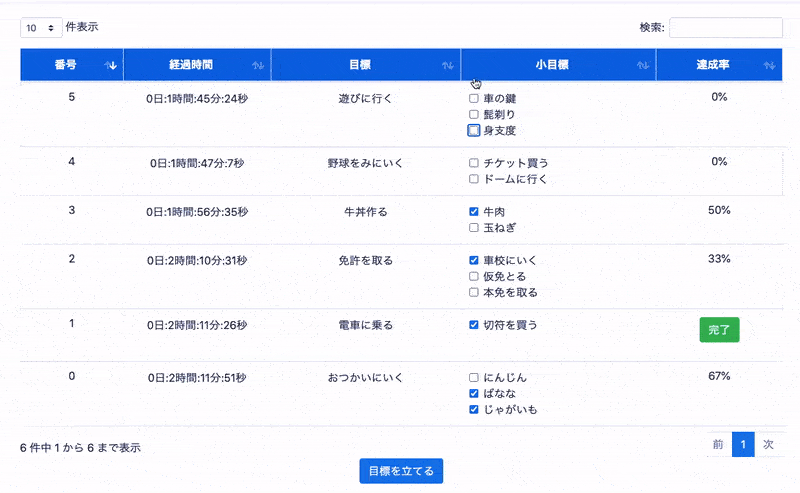 10 件表示 検索:
番号 経過時間 目標 小目標 達成率
5 0日:1時間:45分:24秒 遊びに行く 車の鍵 0%
髭剃り
身支度
4 0日:1時間:47分:7秒 野球をみにいく チケット買う 0%
ドームに行く
3 0日:1時間:56分:35秒 牛丼作る 牛肉 50%
玉ねぎ
2 0日:2時間:10分:31秒 免許を取る 車校にいく 33%
仮免とる
本免を取る
1 0日:2時間:11分:26秒 電車に乗る 切符を買う 完了
0 0日:2時間:11分:51秒 おつかいにいく にんじん 67%
ばなな
じゃがいも
6 件中 1 から 6 まで表示 前 1 次
目標を立てる